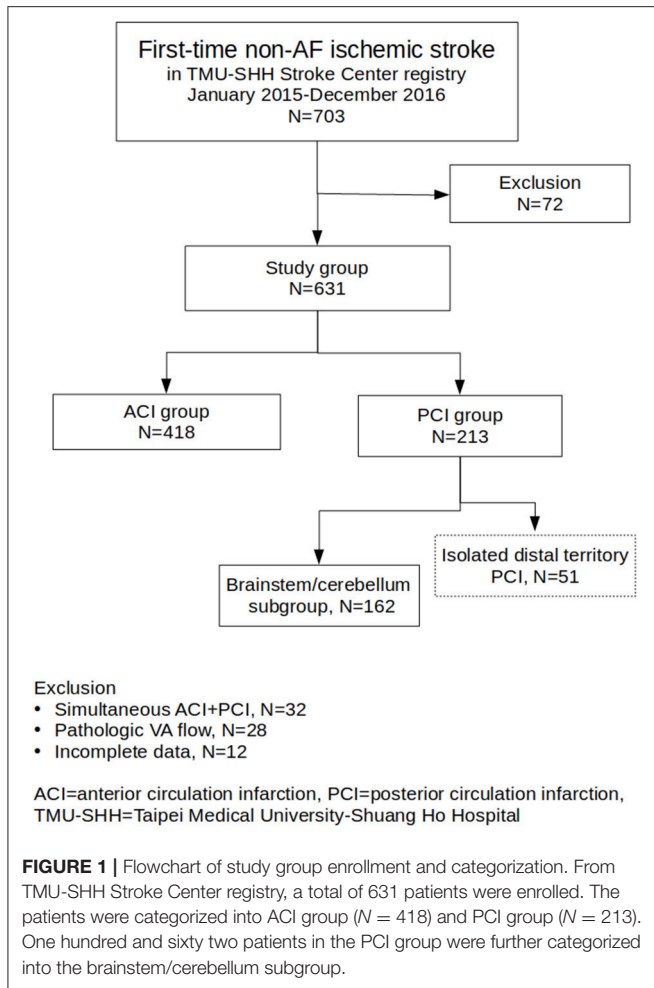 First-time non-AF ischemic stroke
in TMU-SHH Stroke Center registry
January 2015-December 2016
N=703
Exclusion
N=72
Study group
N=631
ACI group
N=418
PCI group
N=213
Brainstem/cerebellum
subgroup, N=162
Isolated distal territory
PCI, N=51
Exclusion
• Simultaneous ACI+PCI, N=32
• Pathologic VA flow, N=28
• Incomplete data, N=12
ACI=anterior circulation infarction, PCI=posterior circulation infarction,
TMU-SHH=Taipei Medical University-Shuang Ho Hospital
FIGURE 1 | Flowchart of study group enrollment and categorization. From
TMU-SHH Stroke Center registry, a total of 631 patients were enrolled. The
patients were categorized into ACI group (N = 418) and PCI group (N = 213).
One hundred and sixty two patients in the PCI group were further categorized
into the brainstem/cerebellum subgroup.